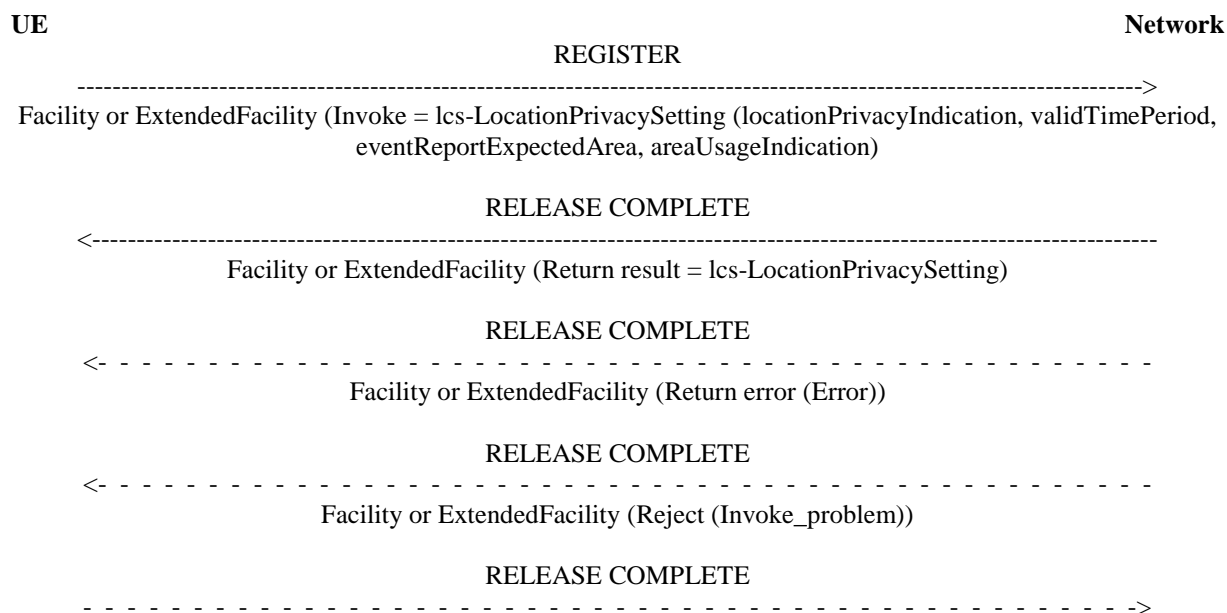 UE Network
REGISTER
------------------------------------------------------------------------------------------------------------------------>
Facility or ExtendedFacility (Invoke = lcs-LocationPrivacySetting (locationPrivacyIndication, validTimePeriod,
eventReportExpectedArea, areaUsageIndication)
RELEASE COMPLETE
<------------------------------------------------------------------------------------------------------------------------
Facility or ExtendedFacility (Return result = lcs-LocationPrivacySetting)
RELEASE COMPLETE
<- - - - - - - - - - - - - - - - - - - - - - - - - - - - - - - - - - - - - - - - - - - - - - - - - - - - - - - - - -
Facility or ExtendedFacility (Return error (Error))
RELEASE COMPLETE
<- - - - - - - - - - - - - - - - - - - - - - - - - - - - - - - - - - - - - - - - - - - - - - - - - - - - - - - - - -
Facility or ExtendedFacility (Reject (Invoke_problem))
RELEASE COMPLETE
- - - - - - - - - - - - - - - - - - - - - - - - - - - - - - - - - - - - - - - - - - - - - - - - - - - - - - - - - ->